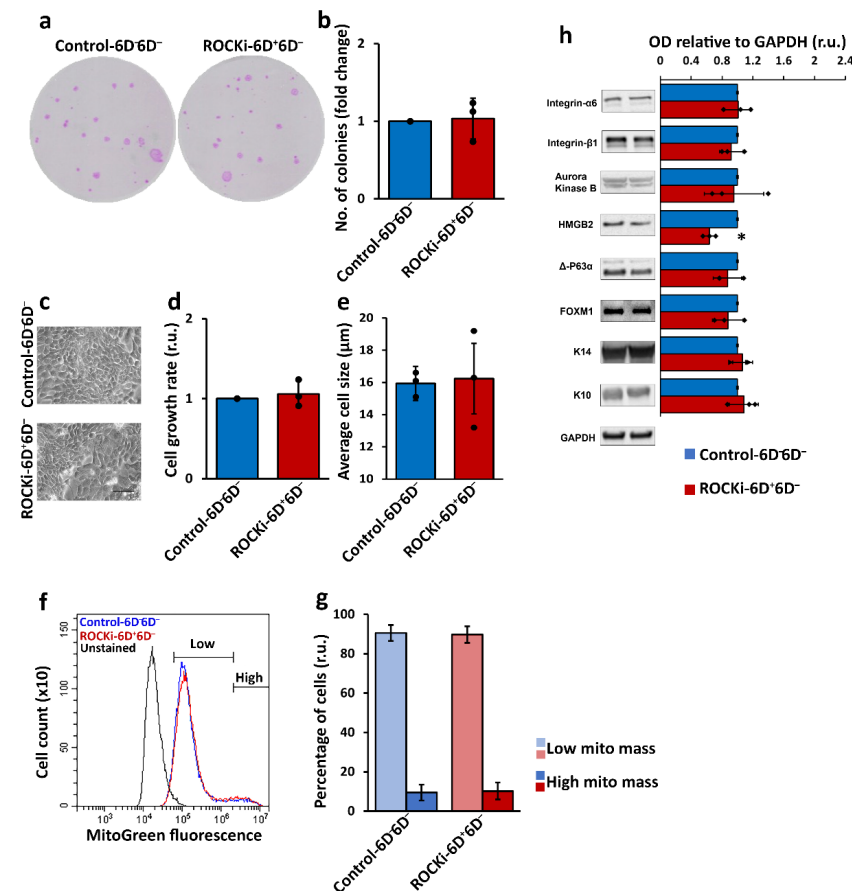 a
Control-6D⁻6D⁻
ROCKi-6D⁺6D⁻
b
No. of colonies (fold change)
2
1
0
Control-6D⁻6D⁻
ROCKi-6D⁺6D⁻
c
Control-6D⁻6D⁻
ROCKi-6D⁺6D⁻
d
Cell growth rate (r.u.)
2
1
0
Control-6D⁻6D⁻
ROCKi-6D⁺6D⁻
e
Average cell size (μm)
20
18
16
14
12
10
Control-6D⁻6D⁻
ROCKi-6D⁺6D⁻
h
OD relative to GAPDH (r.u.)
0 0.6 1.2 1.8 2.4
Integrin-α6
Integrin-β1
Aurora
Kinase B
HMGB2
*
Δ-P63α
FOXM1
K14
K10
GAPDH
Control-6D⁻6D⁻
ROCKi-6D⁺6D⁻
f
Control-6D⁻6D⁻
ROCKi-6D⁺6D⁻
Unstained
Low
High
Cell count (x10)
150
100
50
0
10³ 10⁴ 10⁵ 10⁶ 10⁷
MitoGreen fluorescence
g
Percentage of cells (r.u.)
100
80
60
40
20
0
Control-6D⁻6D⁻
ROCKi-6D⁺6D⁻
Low mito mass
High mito mass